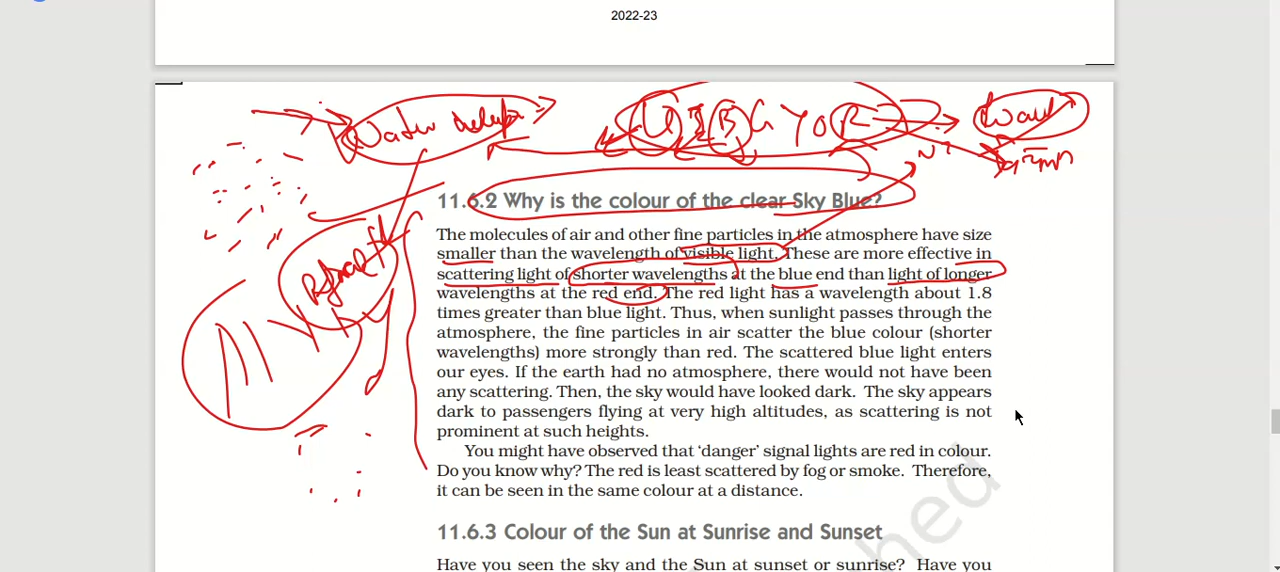 2022-23
Water
V I B G Y O R
11.6.2 Why is the colour of the clear Sky Blue?
The molecules of air and other fine particles in the atmosphere have size
smaller than the wavelength of visible light. These are more effective in
scattering light of shorter wavelengths at the blue end than light of longer
wavelengths at the red end. The red light has a wavelength about 1.8
times greater than blue light. Thus, when sunlight passes through the
atmosphere, the fine particles in air scatter the blue colour (shorter
wavelengths) more strongly than red. The scattered blue light enters
our eyes. If the earth had no atmosphere, there would not have been
any scattering. Then, the sky would have looked dark. The sky appears
dark to passengers flying at very high altitudes, as scattering is not
prominent at such heights.
You might have observed that ‘danger’ signal lights are red in colour.
Do you know why? The red is least scattered by fog or smoke. Therefore,
it can be seen in the same colour at a distance.
11.6.3 Colour of the Sun at Sunrise and Sunset
Have you seen the sky and the Sun at sunset or sunrise? Have you